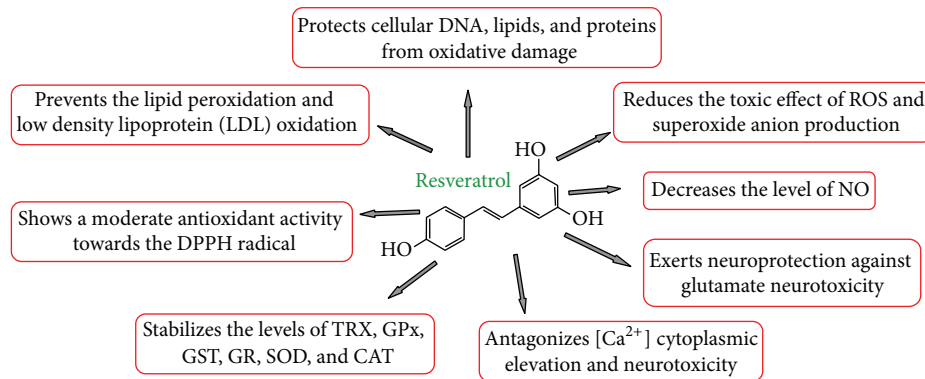 Protects cellular DNA, lipids, and proteins
from oxidative damage
Prevents the lipid peroxidation and
low density lipoprotein (LDL) oxidation
Reduces the toxic effect of ROS and
superoxide anion production
HO
Resveratrol
Decreases the level of NO
Shows a moderate antioxidant activity
towards the DPPH radical
OH
HO
Exerts neuroprotection against
glutamate neurotoxicity
Stabilizes the levels of TRX, GPx,
GST, GR, SOD, and CAT
Antagonizes [Ca²⁺] cytoplasmic
elevation and neurotoxicity